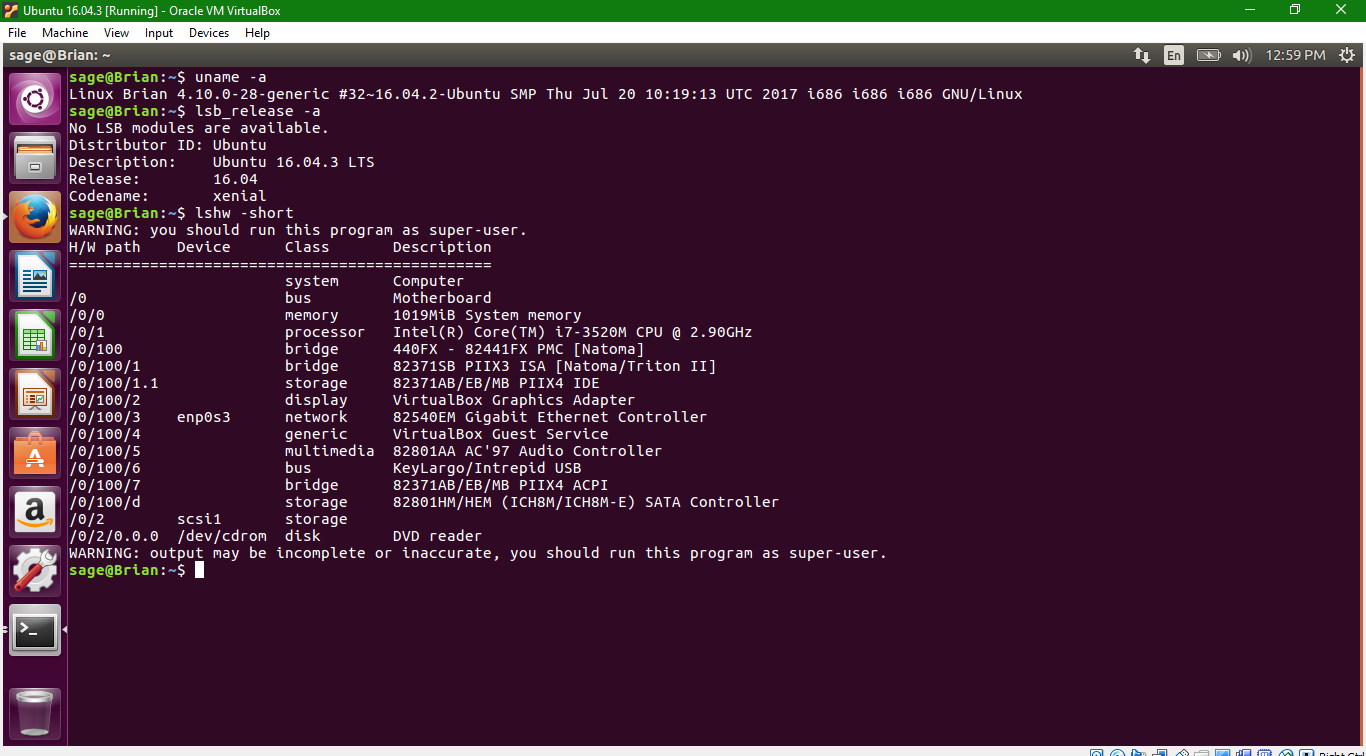 Ubuntu 16.04.3 [Running] - Oracle VM VirtualBox
File Machine View Input Devices Help
sage@Brian: ~ En 12:59 PM
sage@Brian:~$ uname -a
Linux Brian 4.10.0-28-generic #32~16.04.2-Ubuntu SMP Thu Jul 20 10:19:13 UTC 2017 i686 i686 i686 GNU/Linux
sage@Brian:~$ lsb_release -a
No LSB modules are available.
Distributor ID: Ubuntu
Description:    Ubuntu 16.04.3 LTS
Release:        16.04
Codename:       xenial
sage@Brian:~$ lshw -short
WARNING: you should run this program as super-user.
H/W path    Device      Class       Description
===============================================
                        system      Computer
/0                      bus         Motherboard
/0/0                    memory      1019MiB System memory
/0/1                    processor   Intel(R) Core(TM) i7-3520M CPU @ 2.90GHz
/0/100                  bridge      440FX - 82441FX PMC [Natoma]
/0/100/1                bridge      82371SB PIIX3 ISA [Natoma/Triton II]
/0/100/1.1              storage     82371AB/EB/MB PIIX4 IDE
/0/100/2                display     VirtualBox Graphics Adapter
/0/100/3    enp0s3      network     82540EM Gigabit Ethernet Controller
/0/100/4                generic     VirtualBox Guest Service
/0/100/5                multimedia  82801AA AC'97 Audio Controller
/0/100/6                bus         KeyLargo/Intrepid USB
/0/100/7                bridge      82371AB/EB/MB PIIX4 ACPI
/0/100/d                storage     82801HM/HEM (ICH8M/ICH8M-E) SATA Controller
/0/2        scsi1       storage
/0/2/0.0.0  /dev/cdrom  disk        DVD reader
WARNING: output may be incomplete or inaccurate, you should run this program as super-user.
sage@Brian:~$
Right Ctrl